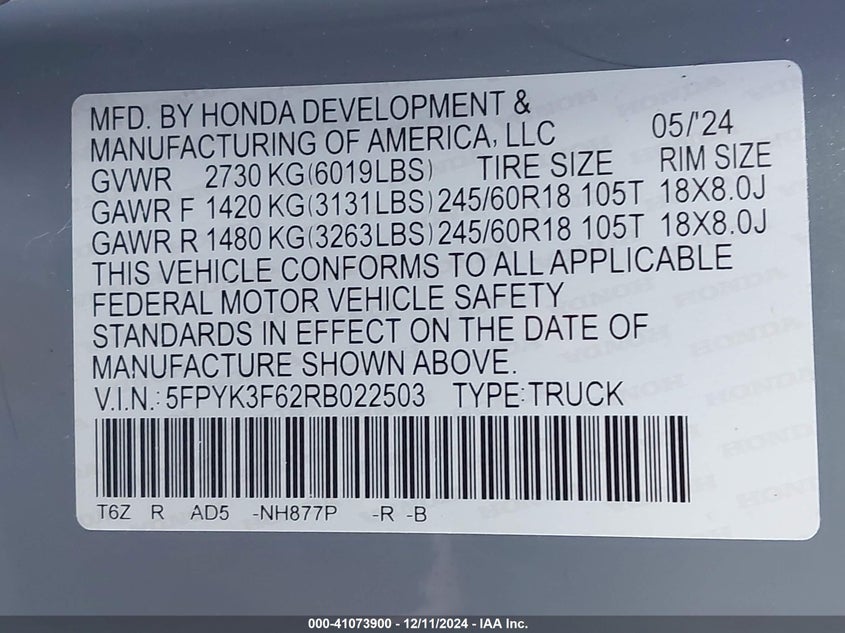 MFD. BY HONDA DEVELOPMENT &
MANUFACTURING OF AMERICA, LLC 05/'24
GVWR 2730 KG(6019LBS) TIRE SIZE RIM SIZE
GAWR F 1420 KG(3131LBS) 245/60R18 105T 18X8.0J
GAWR R 1480 KG(3263LBS) 245/60R18 105T 18X8.0J
THIS VEHICLE CONFORMS TO ALL APPLICABLE
FEDERAL MOTOR VEHICLE SAFETY
STANDARDS IN EFFECT ON THE DATE OF
MANUFACTURE SHOWN ABOVE.
V.I.N.: 5FPYK3F62RB022503 TYPE:TRUCK
T6Z R AD5 -NH877P -R -B
000-41073900 - 12/11/2024 - IAA Inc.